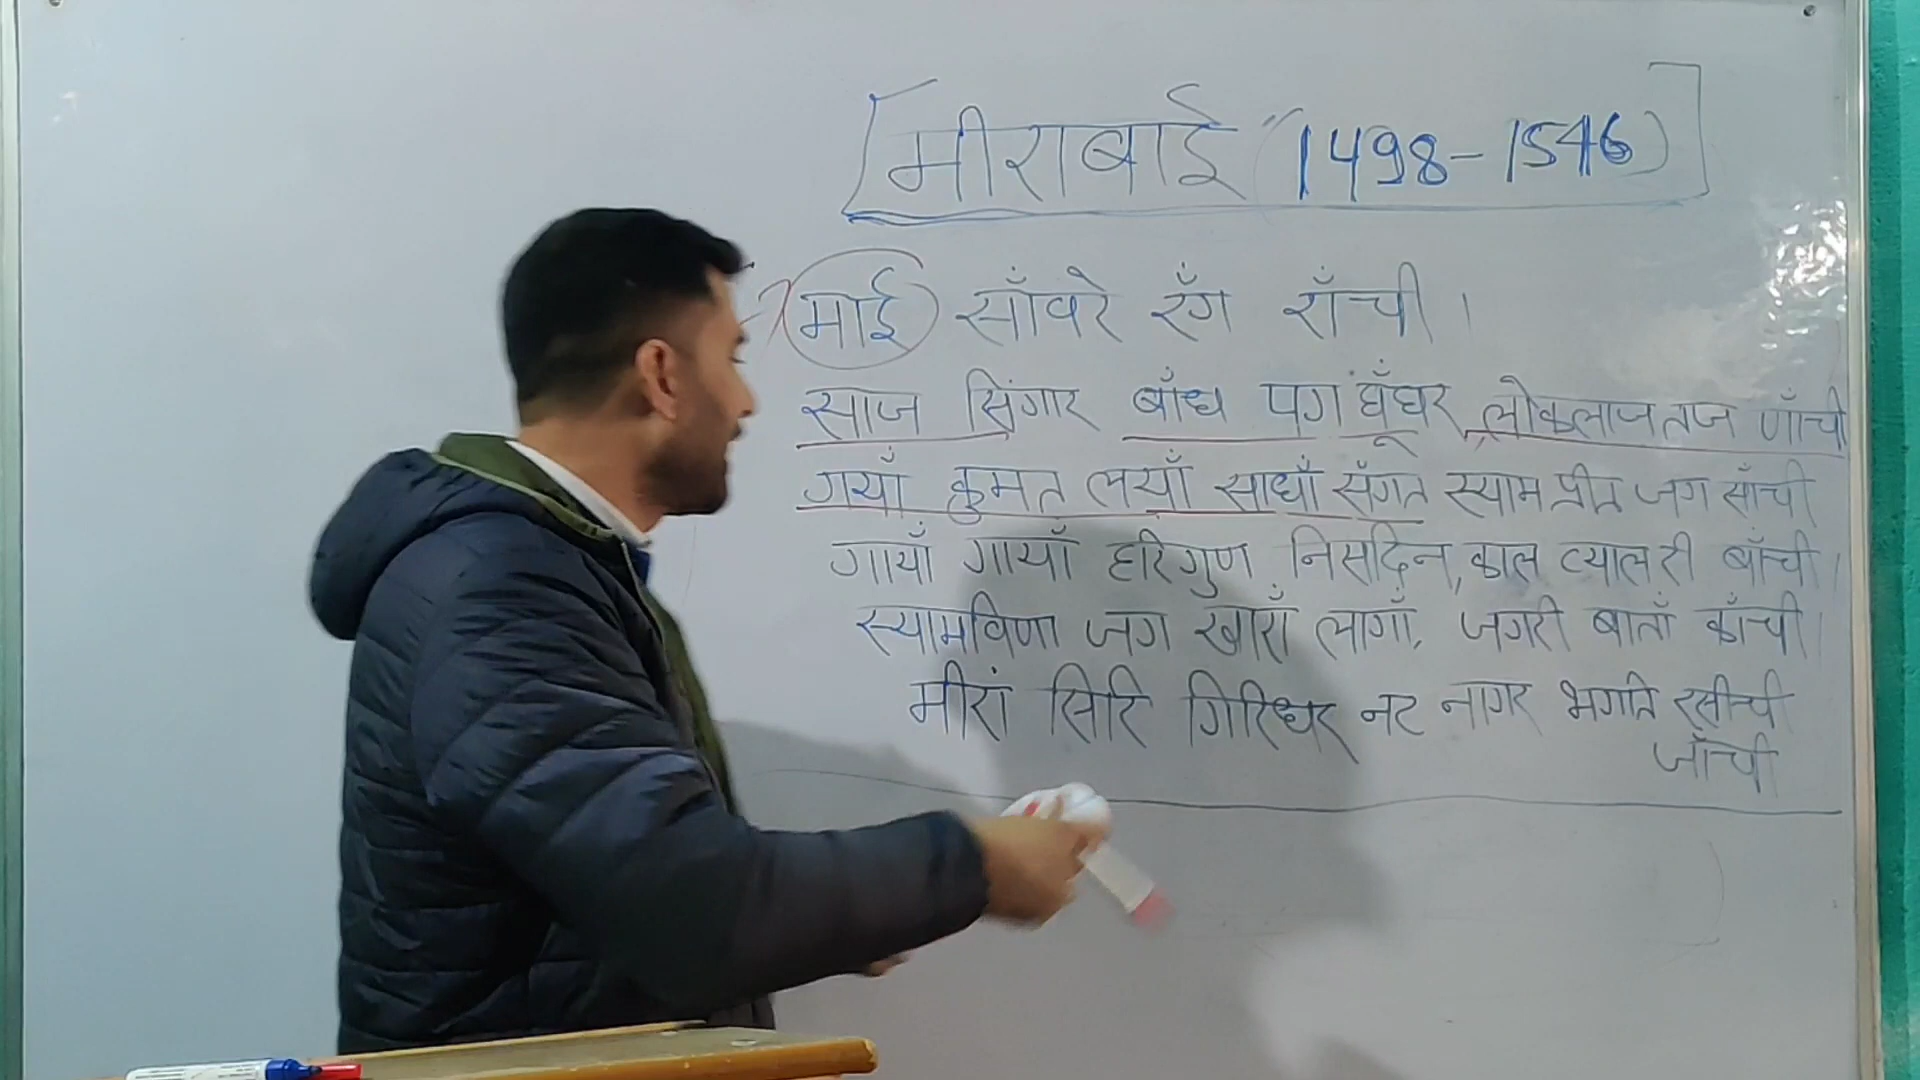 मीराबाई (1498-1546)
माई साँवरे रँग राँची।
साज सिंगार बाँध पग घूँघर, लोकलाज तज णाँची
गयाँ कुमत लयाँ साधाँ सँगत स्याम प्रीत जग साँची
गायाँ गायाँ हरिगुण निसदिन, काल व्यालरी बाँची।
स्यामविणा जग खाराँ लागाँ, जगरी बाताँ काँची।
मीरां सिरि गिरिधर नट नागर भगति रसीची
जाँची